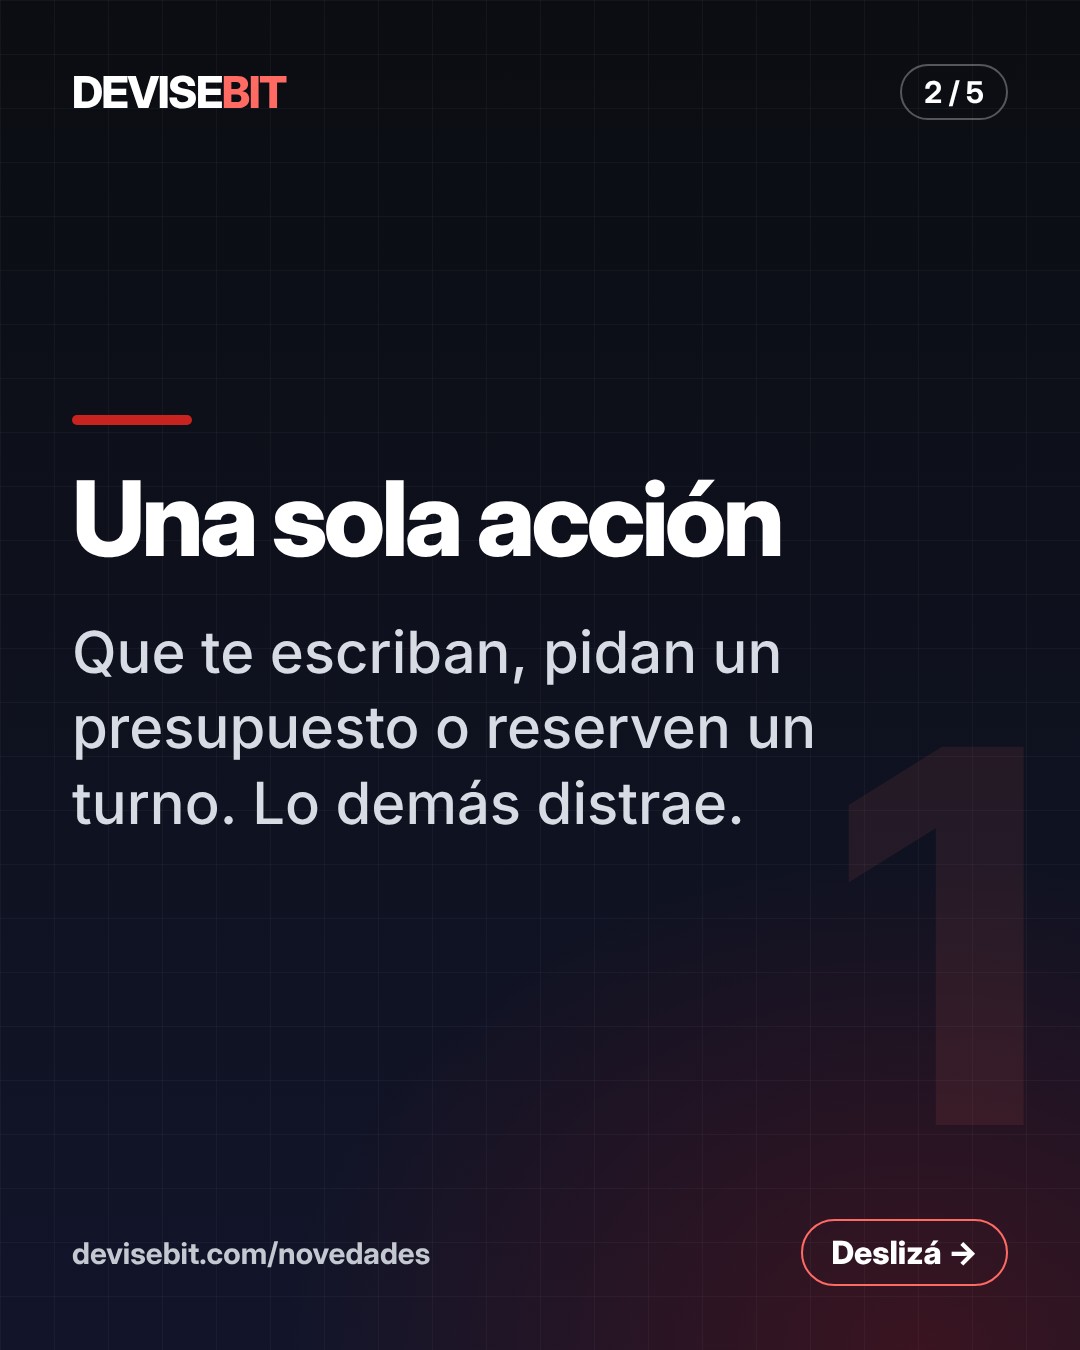 DEVISEBIT
2 / 5
Una sola acción
Que te escriban, pidan un
presupuesto o reserven un
turno. Lo demás distrae.
1
devisebit.com/novedades
Deslizá →